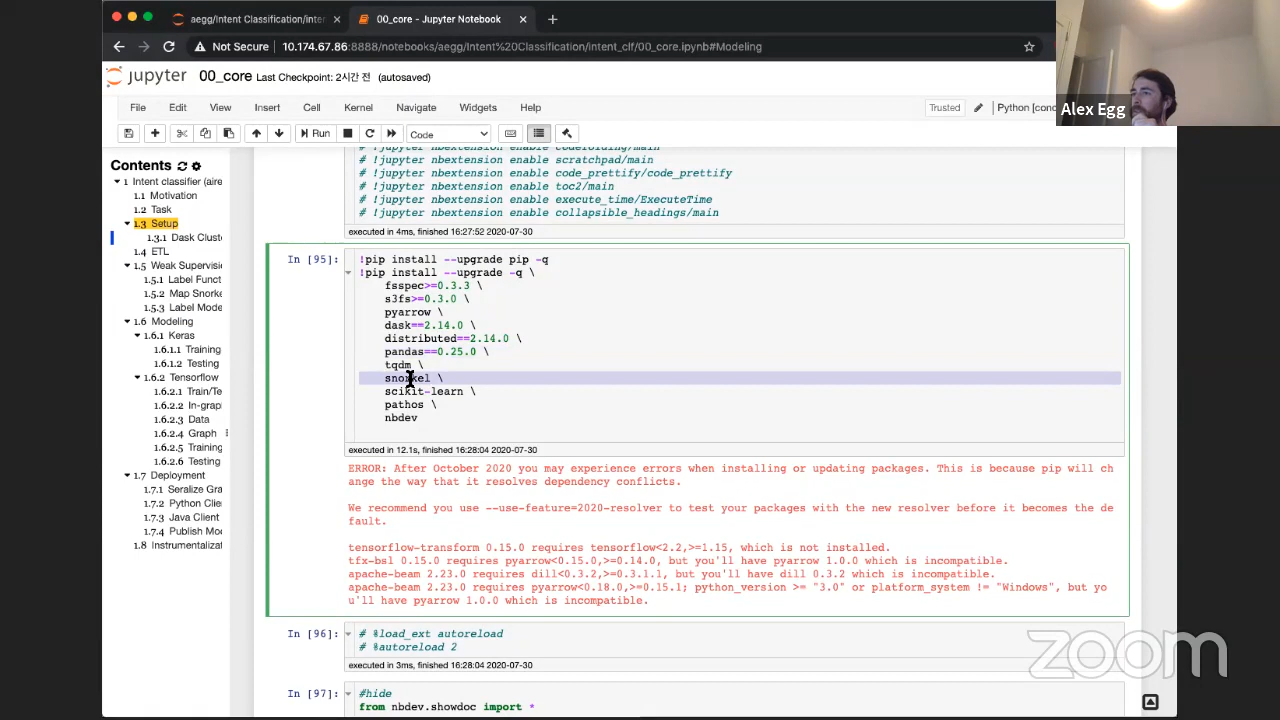 aegg/Intent Classification/inter
00_core - Jupyter Notebook
Not Secure
10.174.67.86:8888/notebooks/aegg/Intent%20Classification/intent_clf/00_core.ipynb#Modeling
Alex Egg
jupyter
00_core Last Checkpoint: 2시간 전 (autosaved)
File Edit View Insert Cell Kernel Navigate Widgets Help
Trusted
Python [conc
Run
Code
Contents
1 Intent classifier (aire
1.1 Motivation
1.2 Task
1.3 Setup
1.3.1 Dask Cluste
1.4 ETL
1.5 Weak Supervisi
1.5.1 Label Funct
1.5.2 Map Snorke
1.5.3 Label Mode
1.6 Modeling
1.6.1 Keras
1.6.1.1 Training
1.6.1.2 Testing
1.6.2 Tensorflow
1.6.2.1 Train/Te
1.6.2.2 In-grap
1.6.2.3 Data
1.6.2.4 Graph
1.6.2.5 Training
1.6.2.6 Testing
1.7 Deployment
1.7.1 Seralize Gra
1.7.2 Python Clien
1.7.3 Java Client
1.7.4 Publish Mod
1.8 Instrumentalizat
# !jupyter nbextension enable codefolding/main
# !jupyter nbextension enable scratchpad/main
# !jupyter nbextension enable code_prettify/code_prettify
# !jupyter nbextension enable toc2/main
# !jupyter nbextension enable execute_time/ExecuteTime
# !jupyter nbextension enable collapsible_headings/main
executed in 4ms, finished 16:27:52 2020-07-30
In [95]:
!pip install --upgrade pip -q
!pip install --upgrade -q \
fsspec>=0.3.3 \
s3fs>=0.3.0 \
pyarrow \
dask==2.14.0 \
distributed==2.14.0 \
pandas==0.25.0 \
tqdm \
snorkel \
scikit-learn \
pathos \
nbdev
executed in 12.1s, finished 16:28:04 2020-07-30
ERROR: After October 2020 you may experience errors when installing or updating packages. This is because pip will ch
ange the way that it resolves dependency conflicts.
We recommend you use --use-feature=2020-resolver to test your packages with the new resolver before it becomes the de
fault.
tensorflow-transform 0.15.0 requires tensorflow<2.2,>=1.15, which is not installed.
tfx-bsl 0.15.0 requires pyarrow<0.15.0,>=0.14.0, but you'll have pyarrow 1.0.0 which is incompatible.
apache-beam 2.23.0 requires dill<0.3.2,>=0.3.1.1, but you'll have dill 0.3.2 which is incompatible.
apache-beam 2.23.0 requires pyarrow<0.18.0,>=0.15.1; python_version >= "3.0" or platform_system != "Windows", but yo
u'll have pyarrow 1.0.0 which is incompatible.
In [96]:
# %load_ext autoreload
# %autoreload 2
executed in 3ms, finished 16:28:04 2020-07-30
In [97]:
#hide
from nbdev.showdoc import *
zoom